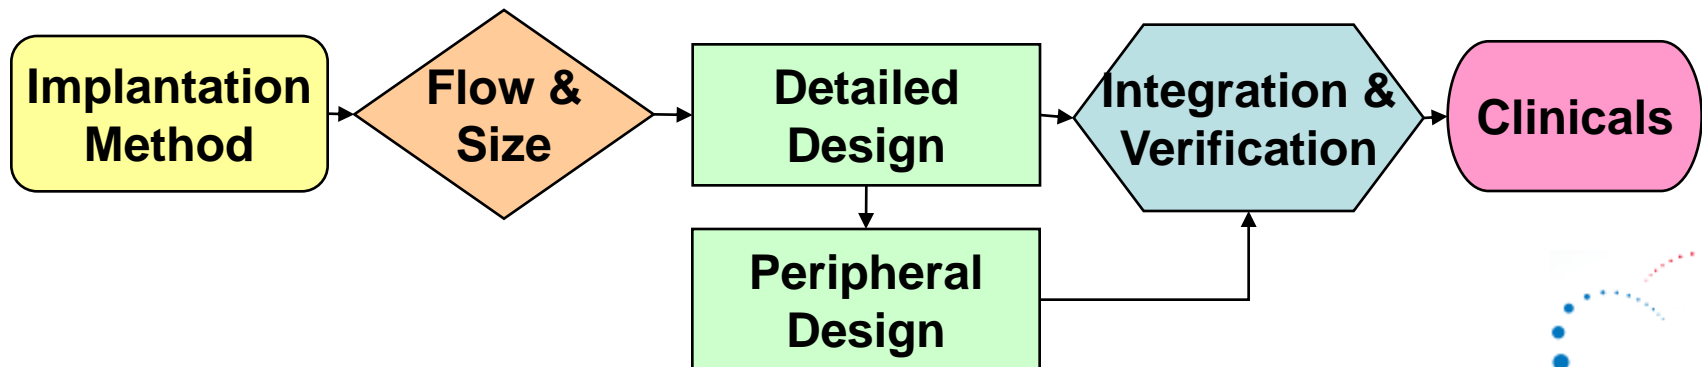 Implantation
Method
Flow &
Size
Detailed
Design
Integration &
Verification
Clinicals
Peripheral
Design